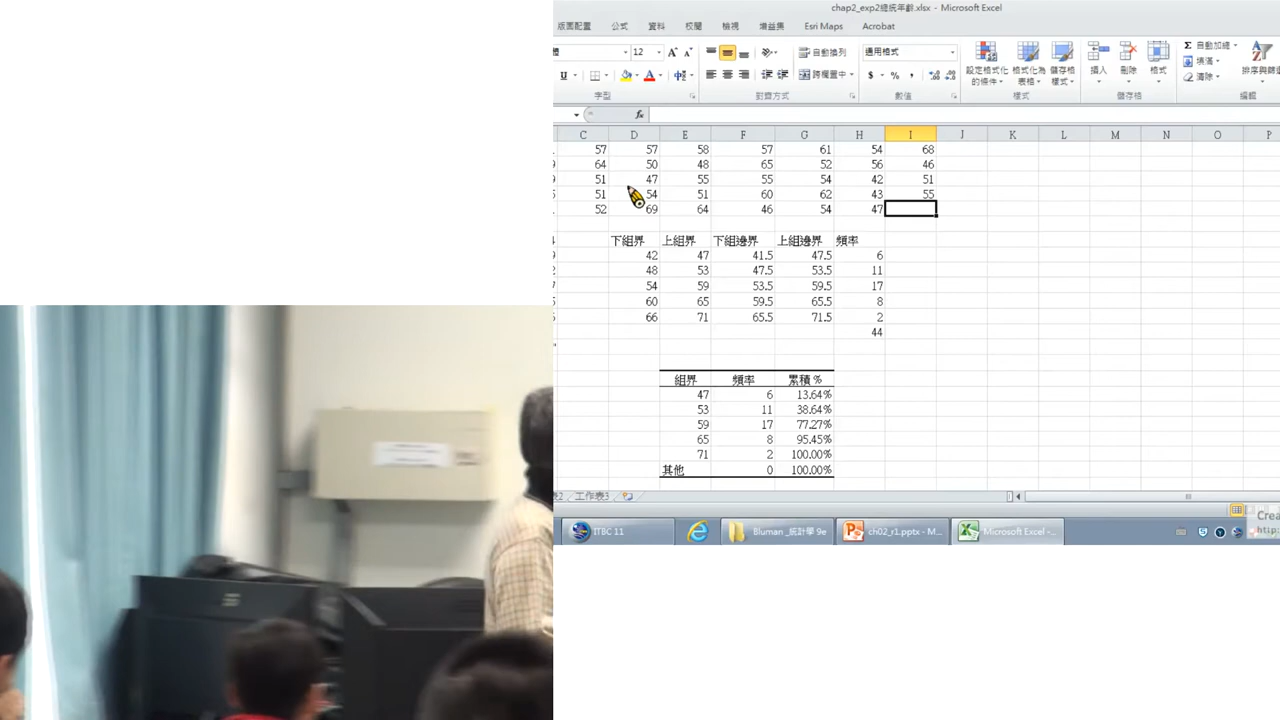 chap2_exp2總統年齡.xlsx - Microsoft Excel
版面配置 公式 資料 校閱 檢視 增益集 Esri Maps Acrobat
12 A A 自動換列 通用格式 Σ 自動加總
U A 跨欄置中 $ % , 設定格式化的條件 格式化為表格 儲存格樣式 插入 刪除 格式 填滿 清除 排序與篩選
字型 對齊方式 數值 樣式 儲存格 編輯
fx
C D E F G H I J K L M N O P
57 57 58 57 61 54 68
64 50 48 65 52 56 46
51 47 55 55 54 42 51
51 54 51 60 62 43 55
52 69 64 46 54 47
下組界 上組界 下組邊界 上組邊界 頻率
42 47 41.5 47.5 6
48 53 47.5 53.5 11
54 59 53.5 59.5 17
60 65 59.5 65.5 8
66 71 65.5 71.5 2
44
組界 頻率 累積 %
47 6 13.64%
53 11 38.64%
59 17 77.27%
65 8 95.45%
71 2 100.00%
其他 0 100.00%
工作表3
ITBC 11 Bluman _統計學 9e ch02_r1.pptx - M... Microsoft Excel -...
Crea
http: